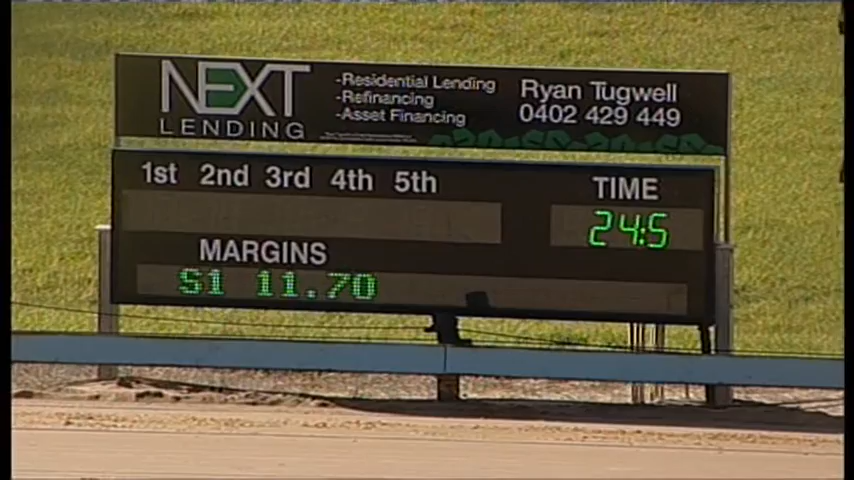 NEXT
LENDING
-Residential Lending
-Refinancing
-Asset Financing
Ryan Tugwell
0402 429 449
1st 2nd 3rd 4th 5th
TIME
24:5
MARGINS
S1 11.70